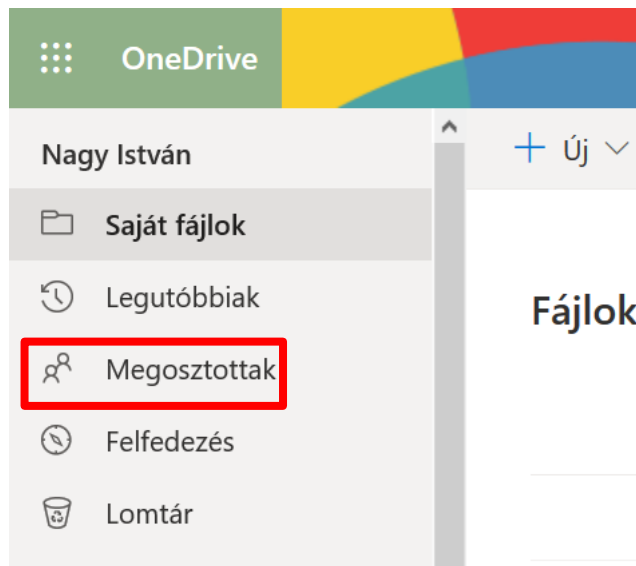 OneDrive
Nagy István
+ Új
Saját fájlok
Legutóbbiak
Fájlok
Megosztottak
Felfedezés
Lomtár